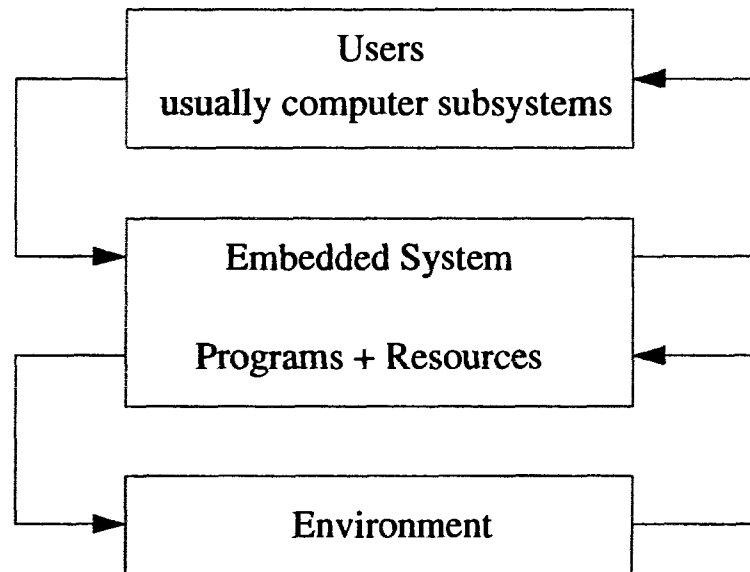 Users
usually computer subsystems
Embedded System
Programs + Resources
Environment